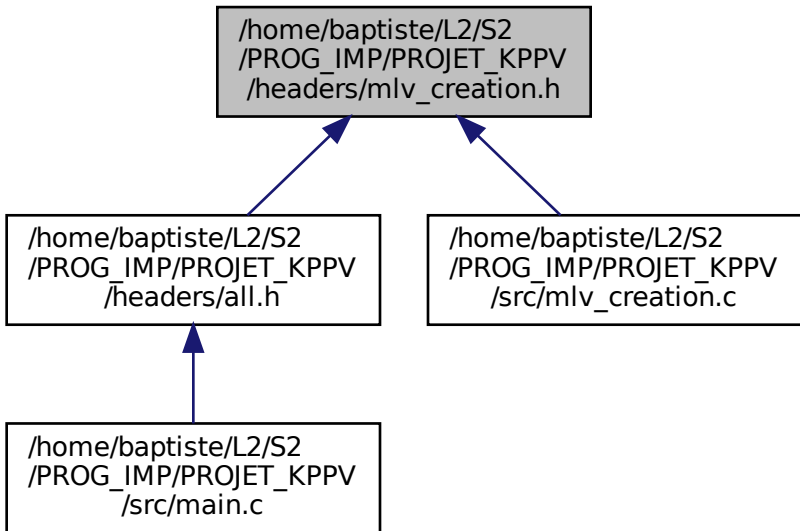 /home/baptiste/L2/S2
/PROG_IMP/PROJET_KPPV
/headers/mlv_creation.h
/home/baptiste/L2/S2
/PROG_IMP/PROJET_KPPV
/headers/all.h
/home/baptiste/L2/S2
/PROG_IMP/PROJET_KPPV
/src/mlv_creation.c
/home/baptiste/L2/S2
/PROG_IMP/PROJET_KPPV
/src/main.c